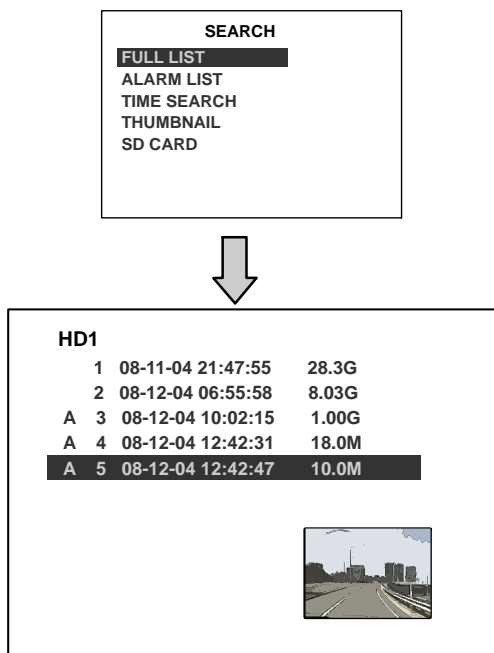 SEARCH
FULL LIST
ALARM LIST
TIME SEARCH
THUMBNAIL
SD CARD
HD1
1 08-11-04 21:47:55 28.3G
2 08-12-04 06:55:58 8.03G
A 3 08-12-04 10:02:15 1.00G
A 4 08-12-04 12:42:31 18.0M
A 5 08-12-04 12:42:47 10.0M